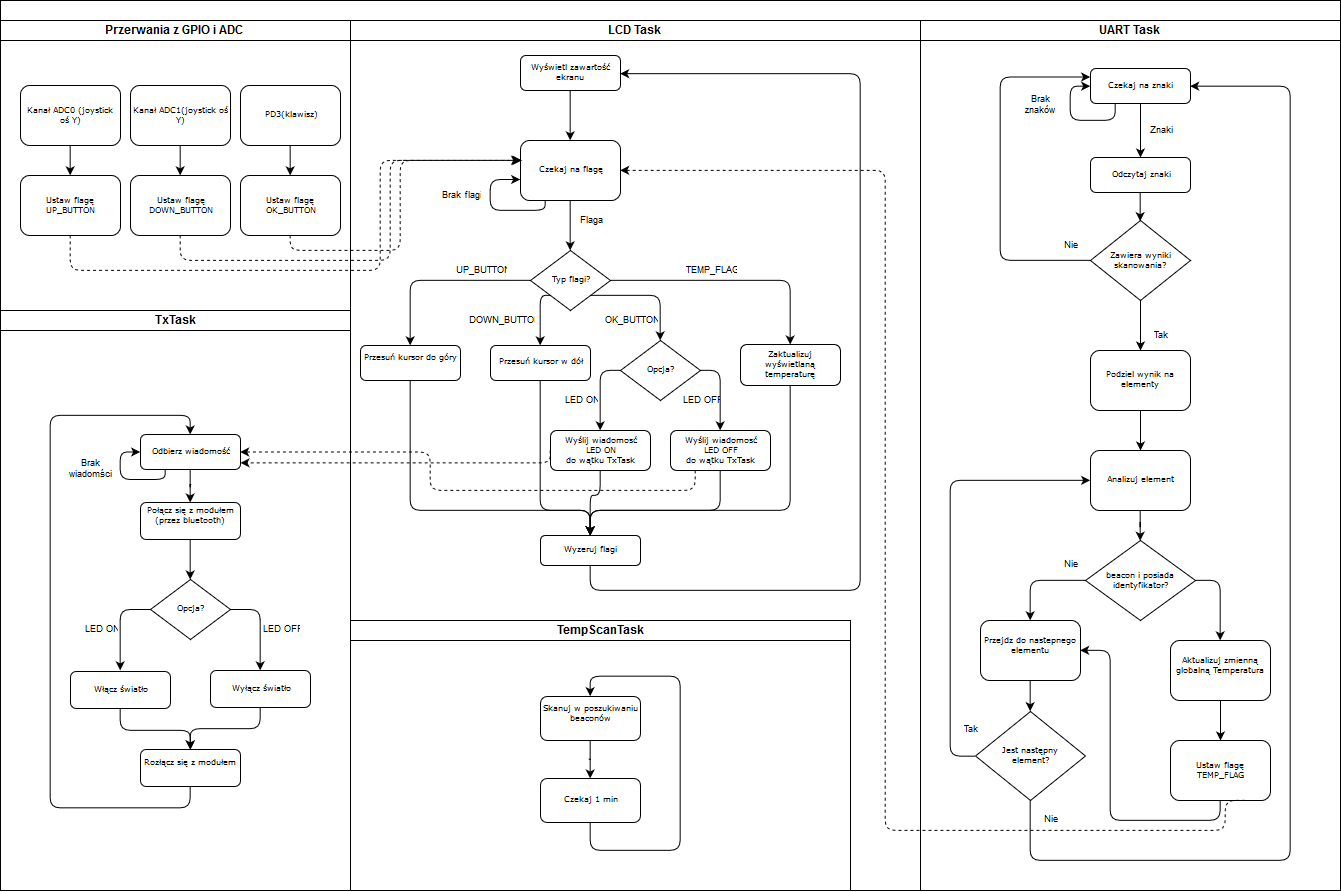 Przerwania z GPIO i ADC
Kanał ADC0 (joystick
oś Y)
Kanał ADC1(joystick oś
Y)
PD3(klawisz)
Ustaw flagę
UP_BUTTON
Ustaw flagę
DOWN_BUTTON
Ustaw flagę
OK_BUTTON
TxTask
Odbierz wiadomość
Brak
wiadomści
Połącz się z modułem
(przez bluetooth)
Opcja?
LED ON
LED OFF
Włącz światło
Wyłącz światło
Rozłącz się z modułem
LCD Task
Wyświetl zawartość
ekranu
Czekaj na flagę
Brak flagi
Flaga
Typ flagi?
UP_BUTTON
TEMP_FLAG
DOWN_BUTTO
OK_BUTTON
Przesuń kursor do góry
Przesuń kursor w dół
Opcja?
Zaktualizuj
wyświetlaną
temperaturę
LED ON
LED OFF
Wyślij wiadomosć
LED ON
do wątku TxTask
Wyślij wiadomosć
LED OFF
do wątku TxTask
Wyzeruj flagi
TempScanTask
Skanuj w poszukiwaniu
beaconów
Czekaj 1 min
UART Task
Czekaj na znaki
Brak
znaków
Znaki
Odczytaj znaki
Nie
Zawiera wyniki
skanowania?
Tak
Podziel wynik na
elementy
Analizuj element
Nie
beacon i posiada
identyfikator?
Przejdz do nastepnego
elementu
Aktualizuj zmienną
globalną Temperatura
Tak
Jest następny
element?
Ustaw flagę
TEMP_FLAG
Nie